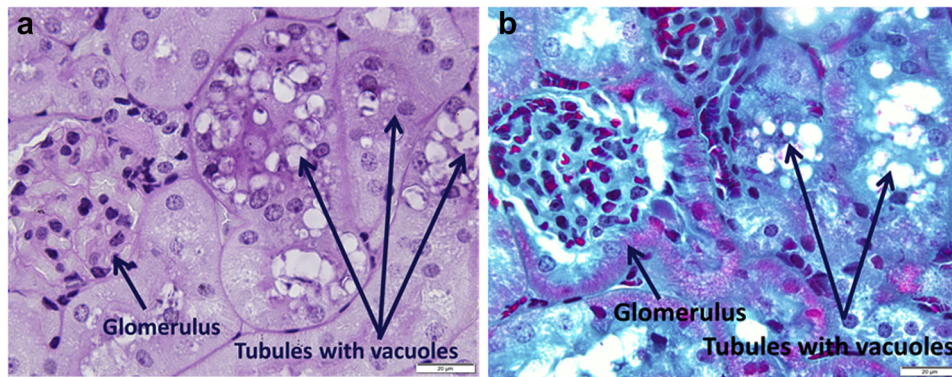 a
Glomerulus
Tubules with vacuoles
20 µm
b
Glomerulus
Tubules with vacuoles
20 µm